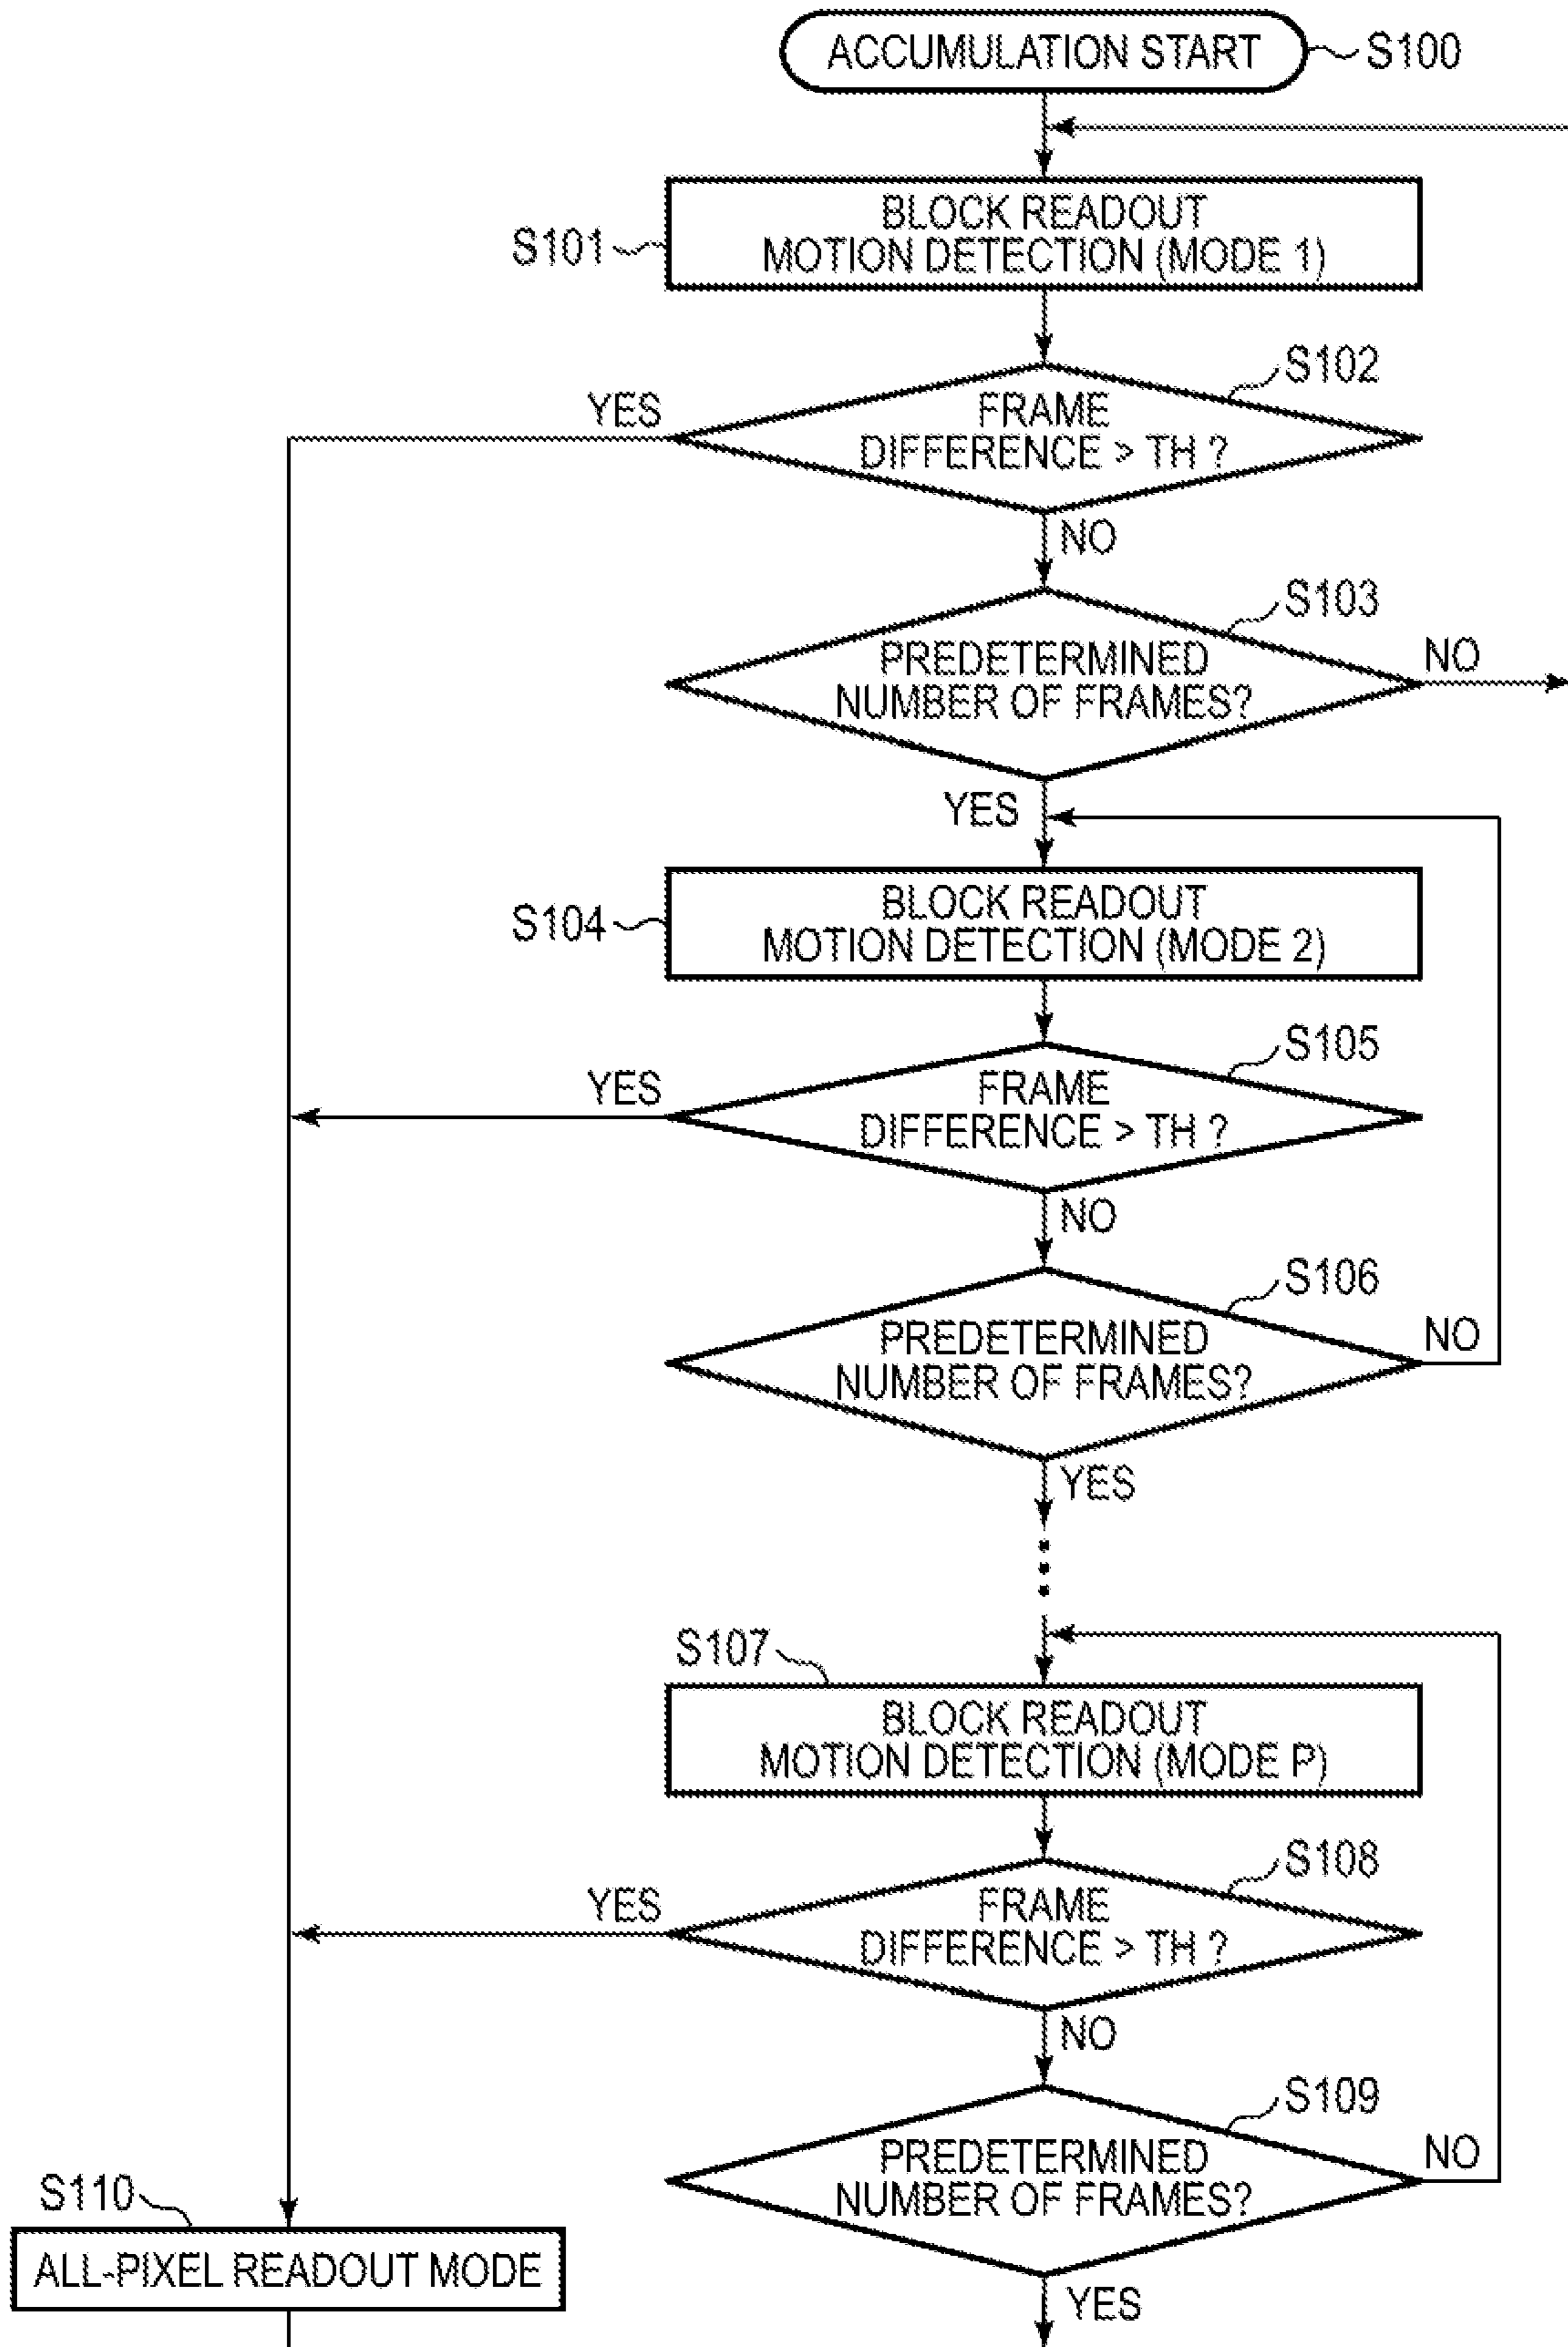 ACCUMULATION START
S100
S101
BLOCK READOUT
MOTION DETECTION (MODE 1)
S102
YES
FRAME
DIFFERENCE > TH ?
NO
S103
PREDETERMINED
NUMBER OF FRAMES?
NO
YES
S104
BLOCK READOUT
MOTION DETECTION (MODE 2)
S105
YES
FRAME
DIFFERENCE > TH ?
NO
S106
PREDETERMINED
NUMBER OF FRAMES?
NO
YES
S107
BLOCK READOUT
MOTION DETECTION (MODE P)
S108
YES
FRAME
DIFFERENCE > TH ?
NO
S109
PREDETERMINED
NUMBER OF FRAMES?
NO
S110
ALL-PIXEL READOUT MODE
YES